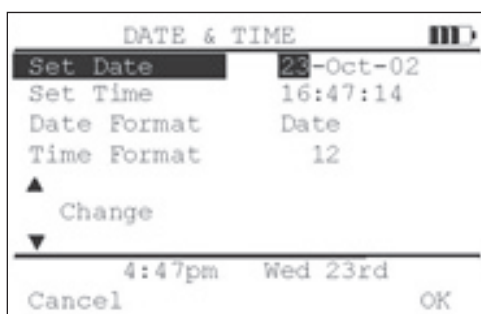 DATE & TIME
Set Date 23-Oct-02
Set Time 16:47:14
Date Format Date
Time Format 12
Change
4:47pm Wed 23rd
Cancel OK